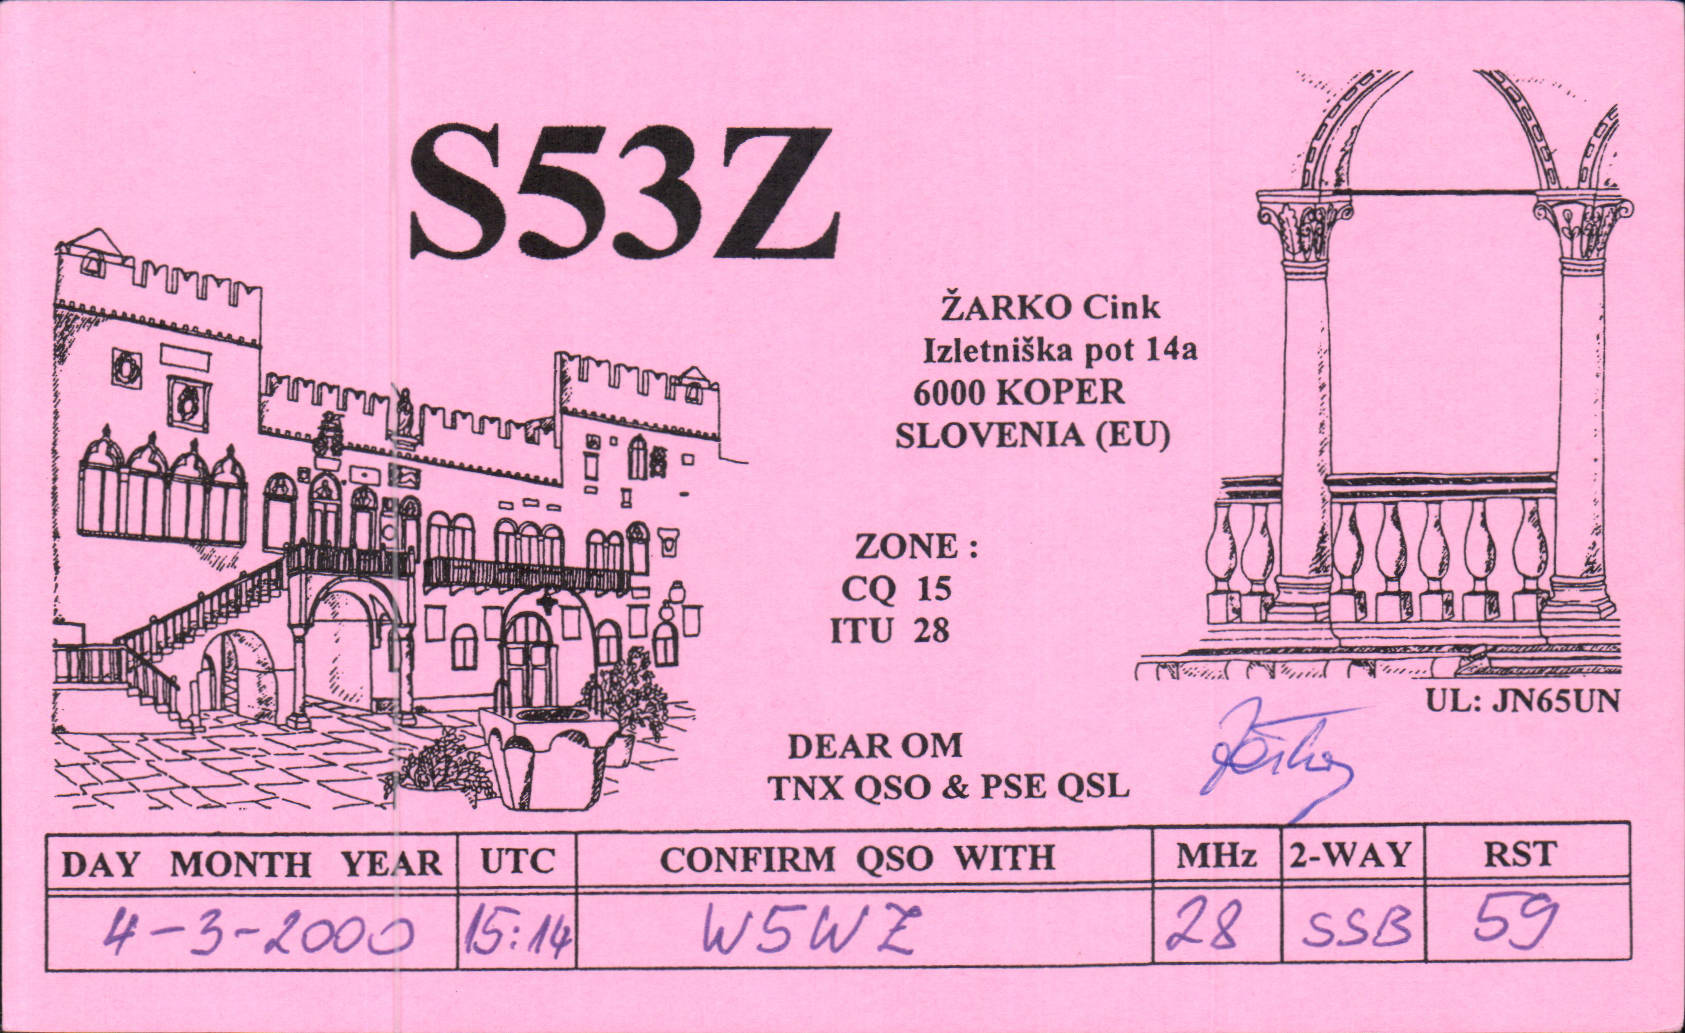 S53Z
ŽARKO Cink
Izletniška pot 14a
6000 KOPER
SLOVENIA (EU)
ZONE :
CQ 15
ITU 28
UL: JN65UN
DEAR OM
TNX QSO & PSE QSL
DAY MONTH YEAR UTC CONFIRM QSO WITH MHz 2-WAY RST
4-3-2000 15:14 W5WZ 28 SSB 59